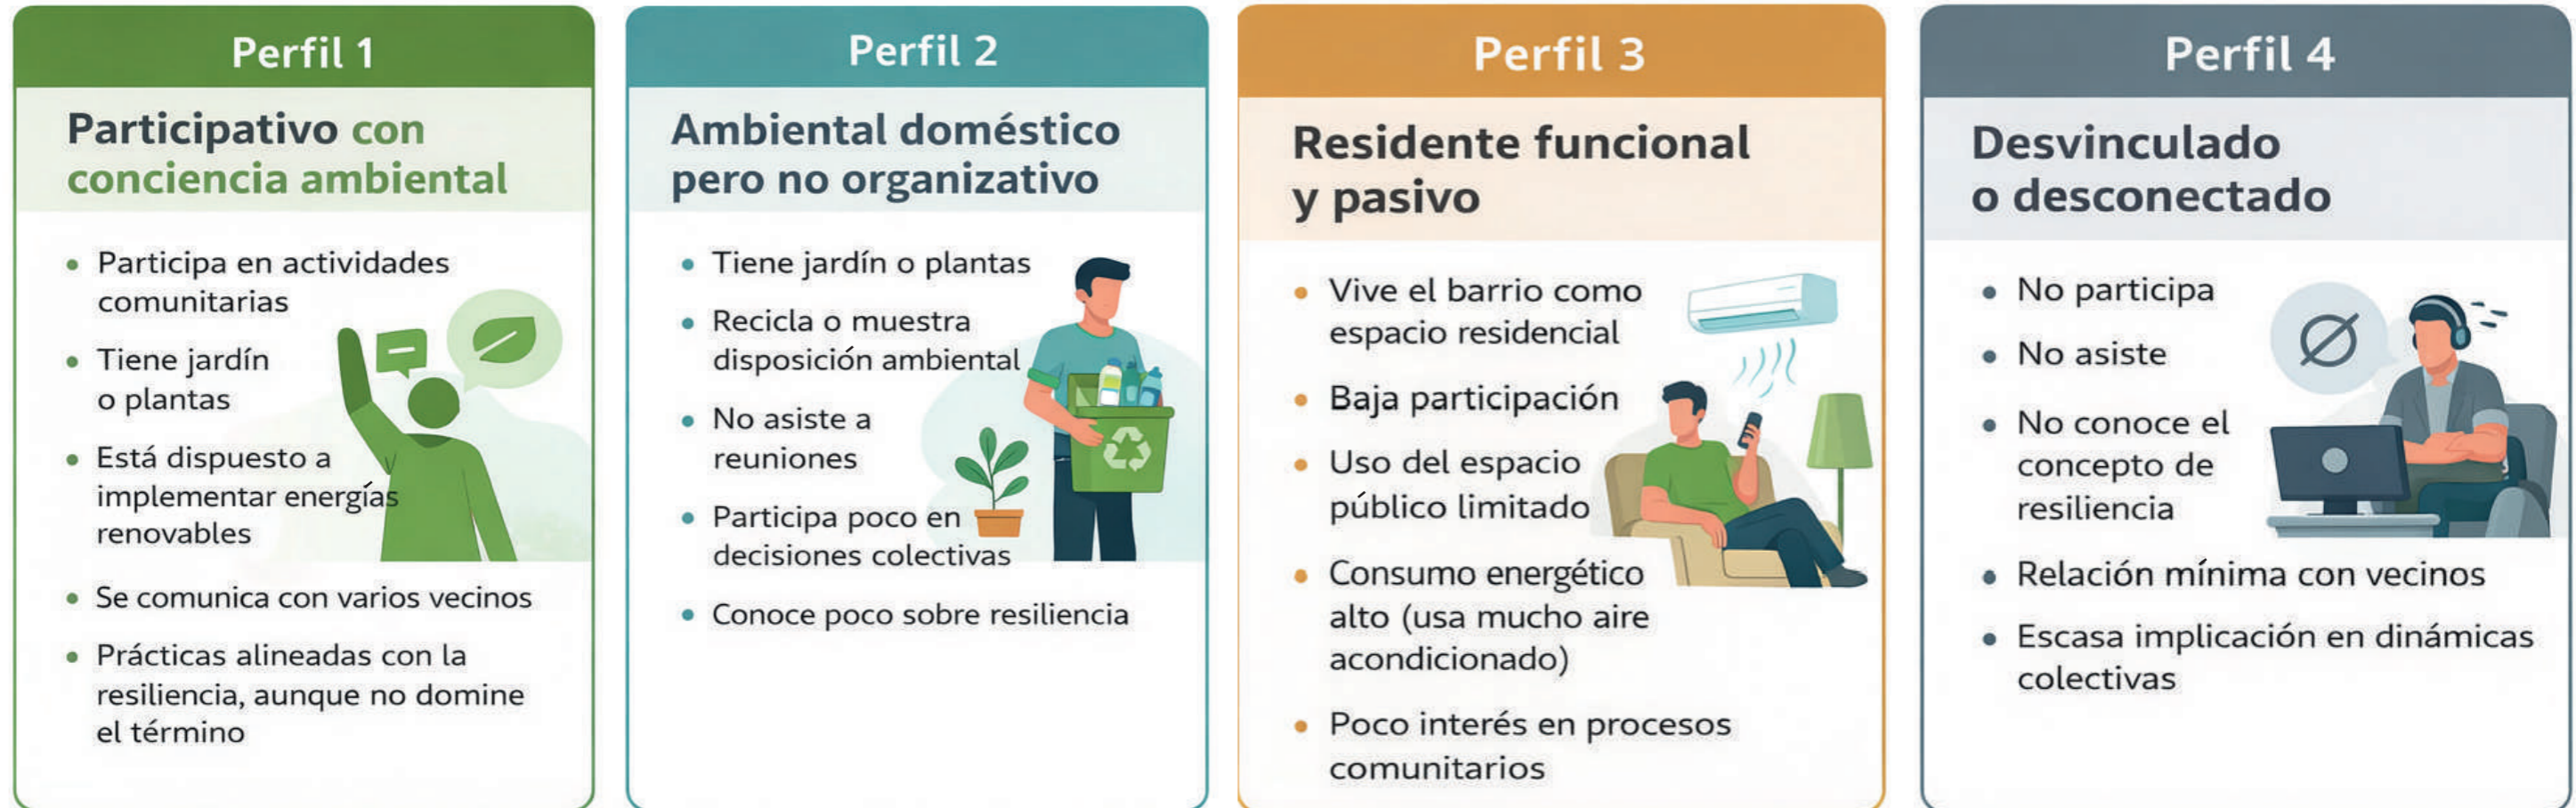 Perfil 1
Participativo con
conciencia ambiental
• Participa en actividades
comunitarias
• Tiene jardín
o plantas
• Está dispuesto a
implementar energías
renovables
• Se comunica con varios vecinos
• Prácticas alineadas con la
resiliencia, aunque no domine
el término
Perfil 2
Ambiental doméstico
pero no organizativo
• Tiene jardín o plantas
• Recicla o muestra
disposición ambiental
• No asiste a
reuniones
• Participa poco en
decisiones colectivas
• Conoce poco sobre resiliencia
Perfil 3
Residente funcional
y pasivo
• Vive el barrio como
espacio residencial
• Baja participación
• Uso del espacio
público limitado
• Consumo energético
alto (usa mucho aire
acondicionado)
• Poco interés en procesos
comunitarios
Perfil 4
Desvinculado
o desconectado
• No participa
• No asiste
• No conoce el
concepto de
resiliencia
• Relación mínima con vecinos
• Escasa implicación en dinámicas
colectivas